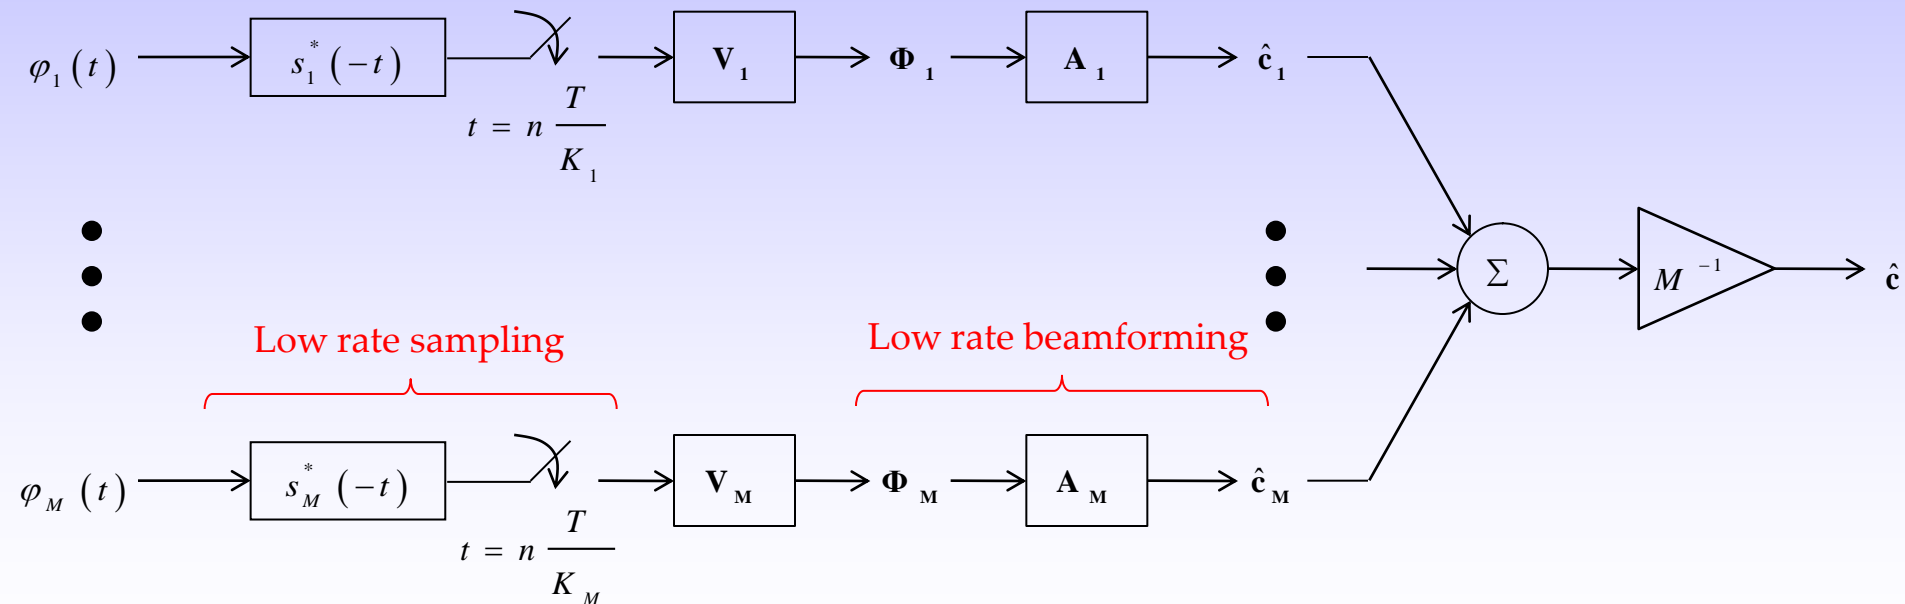 φ₁(t) s₁*(−t) V₁ Φ₁ A₁ ĉ₁
t = n T/K₁
Σ M⁻¹ ĉ
Low rate sampling
Low rate beamforming
φ_M(t) s_M*(−t) V_M Φ_M A_M ĉ_M
t = n T/K_M